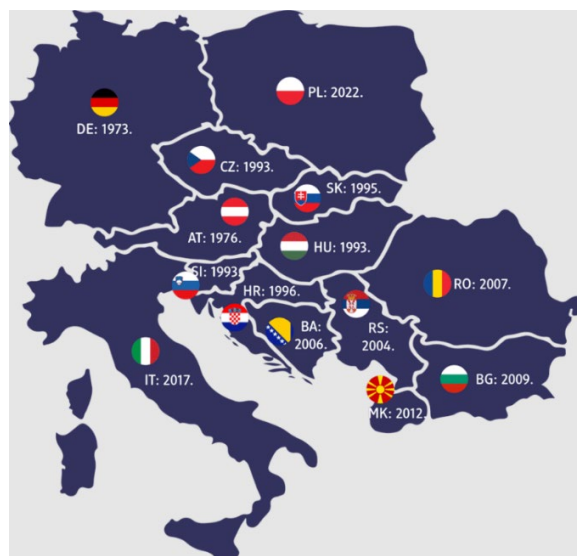 PL: 2022.
DE: 1973.
CZ: 1993.
SK: 1995.
AT: 1976.
HU: 1993.
SI: 1993.
RO: 2007.
HR: 1996.
BA:
2006.
RS:
2004.
IT: 2017.
BG: 2009.
MK: 2012.